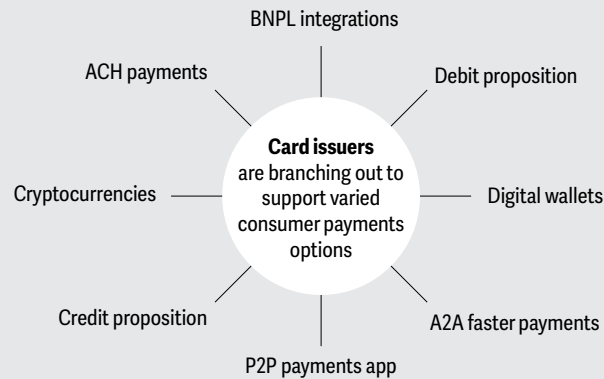 BNPL integrations
ACH payments
Debit proposition
Card issuers
are branching out to
support varied
consumer payments
options
Cryptocurrencies
Digital wallets
Credit proposition
A2A faster payments
P2P payments app